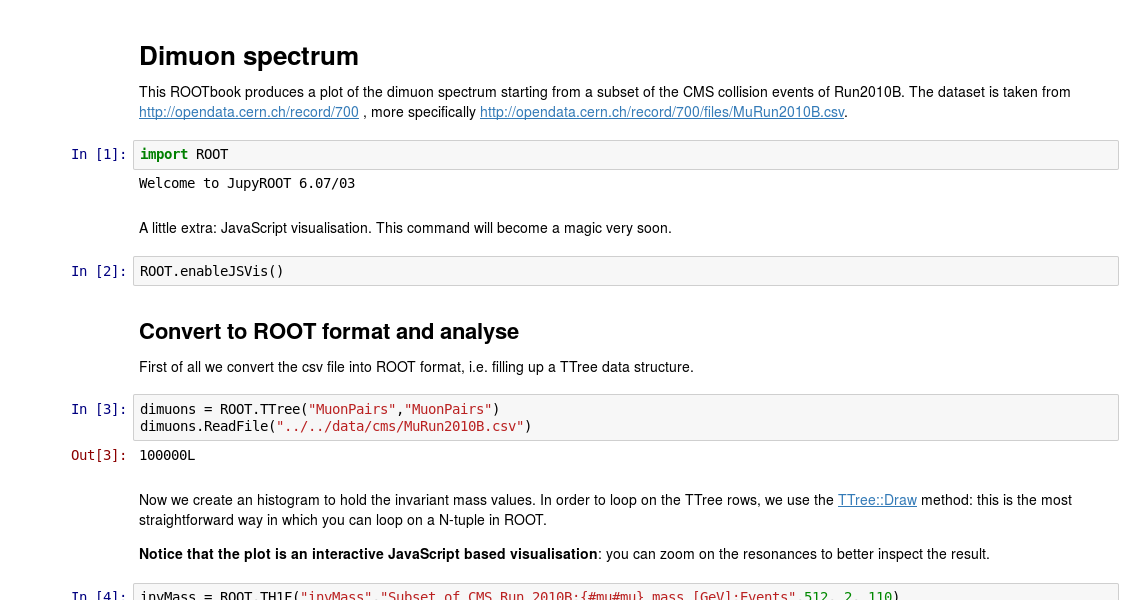 Dimuon spectrum
This ROOTbook produces a plot of the dimuon spectrum starting from a subset of the CMS collision events of Run2010B. The dataset is taken from
http://opendata.cern.ch/record/700 , more specifically http://opendata.cern.ch/record/700/files/MuRun2010B.csv.
In [1]: import ROOT
Welcome to JupyROOT 6.07/03
A little extra: JavaScript visualisation. This command will become a magic very soon.
In [2]: ROOT.enableJSVis()
Convert to ROOT format and analyse
First of all we convert the csv file into ROOT format, i.e. filling up a TTree data structure.
In [3]: dimuons = ROOT.TTree("MuonPairs","MuonPairs")
dimuons.ReadFile("../../data/cms/MuRun2010B.csv")
Out[3]: 100000L
Now we create an histogram to hold the invariant mass values. In order to loop on the TTree rows, we use the TTree::Draw method: this is the most
straightforward way in which you can loop on a N-tuple in ROOT.
Notice that the plot is an interactive JavaScript based visualisation: you can zoom on the resonances to better inspect the result.
In [4]: invMass = ROOT.TH1F("invMass","Subset of CMS Run 2010B;{#mu#mu} mass [GeV];Events",512, 2, 110)